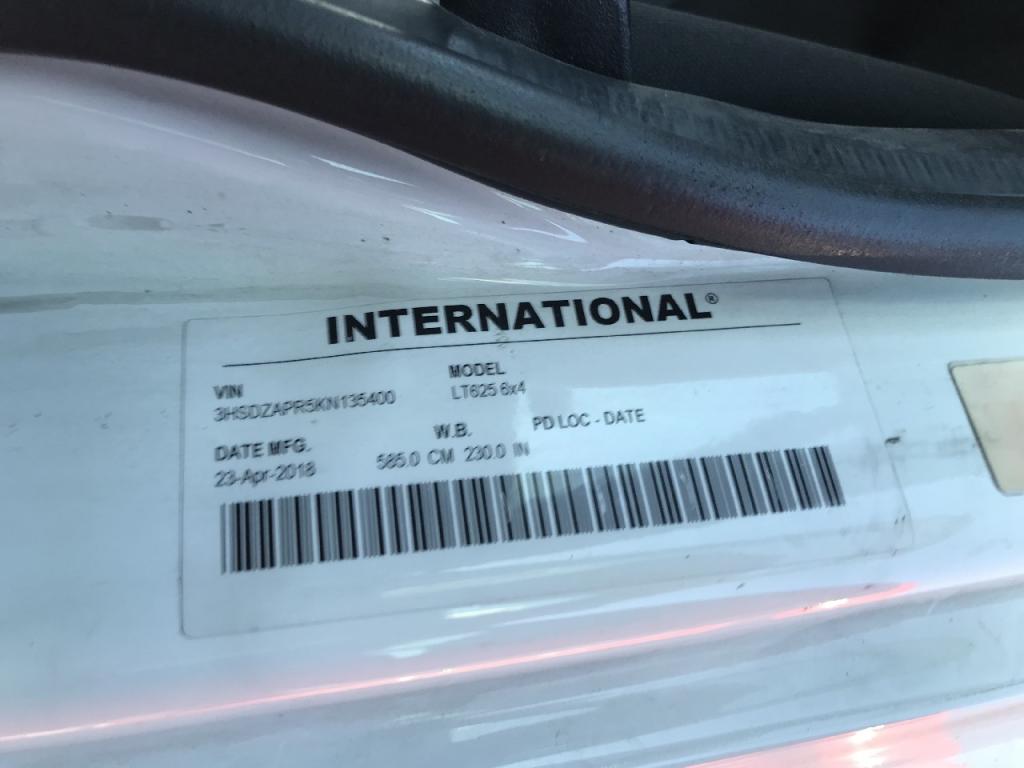 INTERNATIONAL®
VIN MODEL
3HSDZAPR5KN135400 LT625 6x4
DATE MFG. W.B. PD LOC - DATE
23-Apr-2018 585.0 CM 230.0 IN